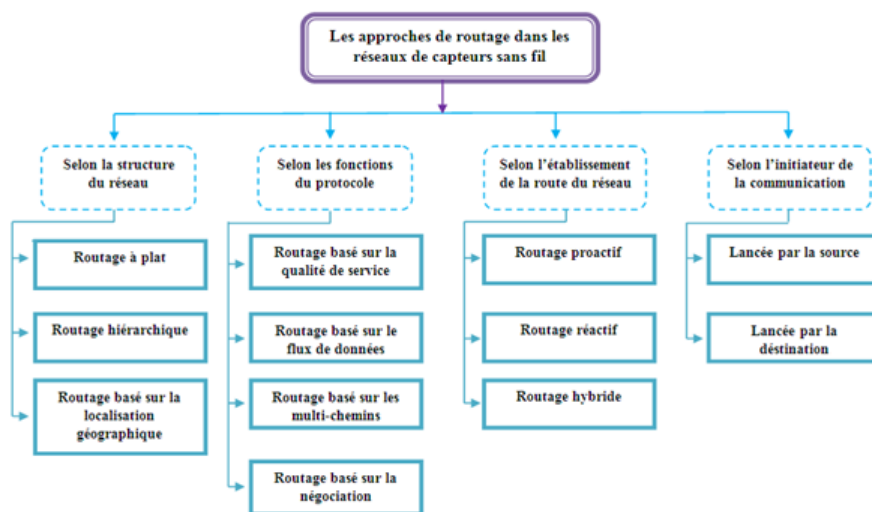 Les approches de routage dans les
réseaux de capteurs sans fil
Selon la structure
du réseau
Selon les fonctions
du protocole
Selon l'établissement
de la route du réseau
Selon l'initiateur de
la communication
Routage à plat
Routage hiérarchique
Routage basé sur la
localisation
géographique
Routage basé sur la
qualité de service
Routage basé sur le
flux de données
Routage basé sur les
multi-chemins
Routage basé sur la
négociation
Routage proactif
Routage réactif
Routage hybride
Lancée par la source
Lancée par la
déstination